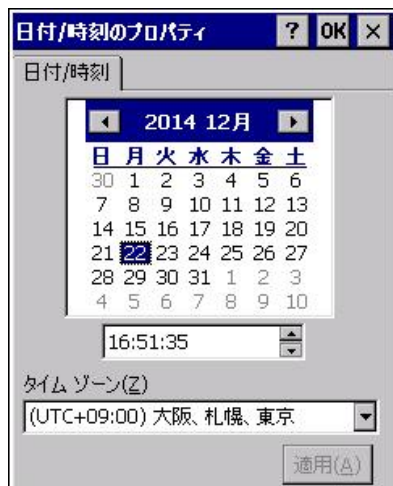 日付/時刻のプロパティ ? OK ×
日付/時刻
2014 12月
日 月 火 水 木 金 土
30 1 2 3 4 5 6
7 8 9 10 11 12 13
14 15 16 17 18 19 20
21 22 23 24 25 26 27
28 29 30 31 1 2 3
4 5 6 7 8 9 10
16:51:35
タイム ゾーン(Z)
(UTC+09:00) 大阪、札幌、東京
適用(A)